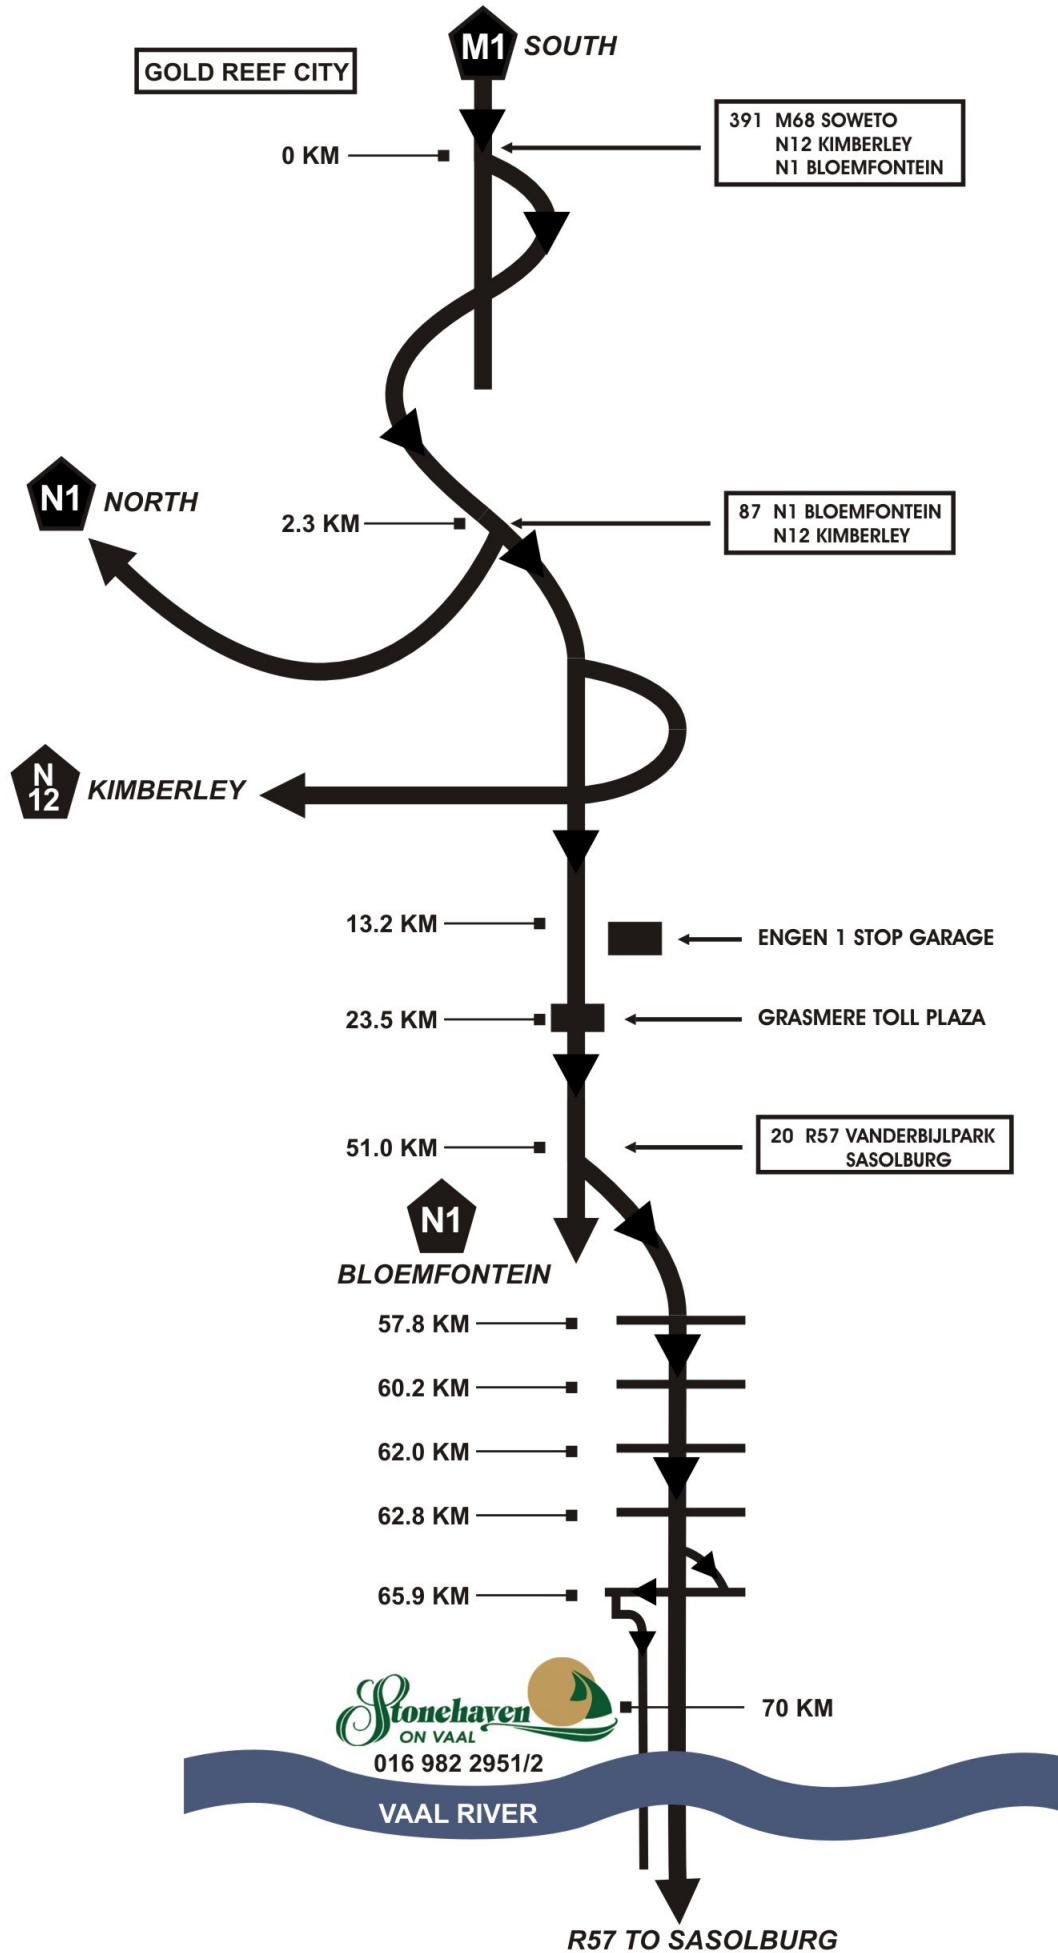 M1 SOUTH
GOLD REEF CITY
391 M68 SOWETO
N12 KIMBERLEY
N1 BLOEMFONTEIN
0 KM
N1 NORTH
2.3 KM
87 N1 BLOEMFONTEIN
N12 KIMBERLEY
N
12
KIMBERLEY
13.2 KM
ENGEN 1 STOP GARAGE
23.5 KM
GRASMERE TOLL PLAZA
51.0 KM
20 R57 VANDERBIJLPARK
SASOLBURG
N1
BLOEMFONTEIN
57.8 KM
60.2 KM
62.0 KM
62.8 KM
65.9 KM
Stonehaven
ON VAAL
70 KM
016 982 2951/2
VAAL RIVER
R57 TO SASOLBURG